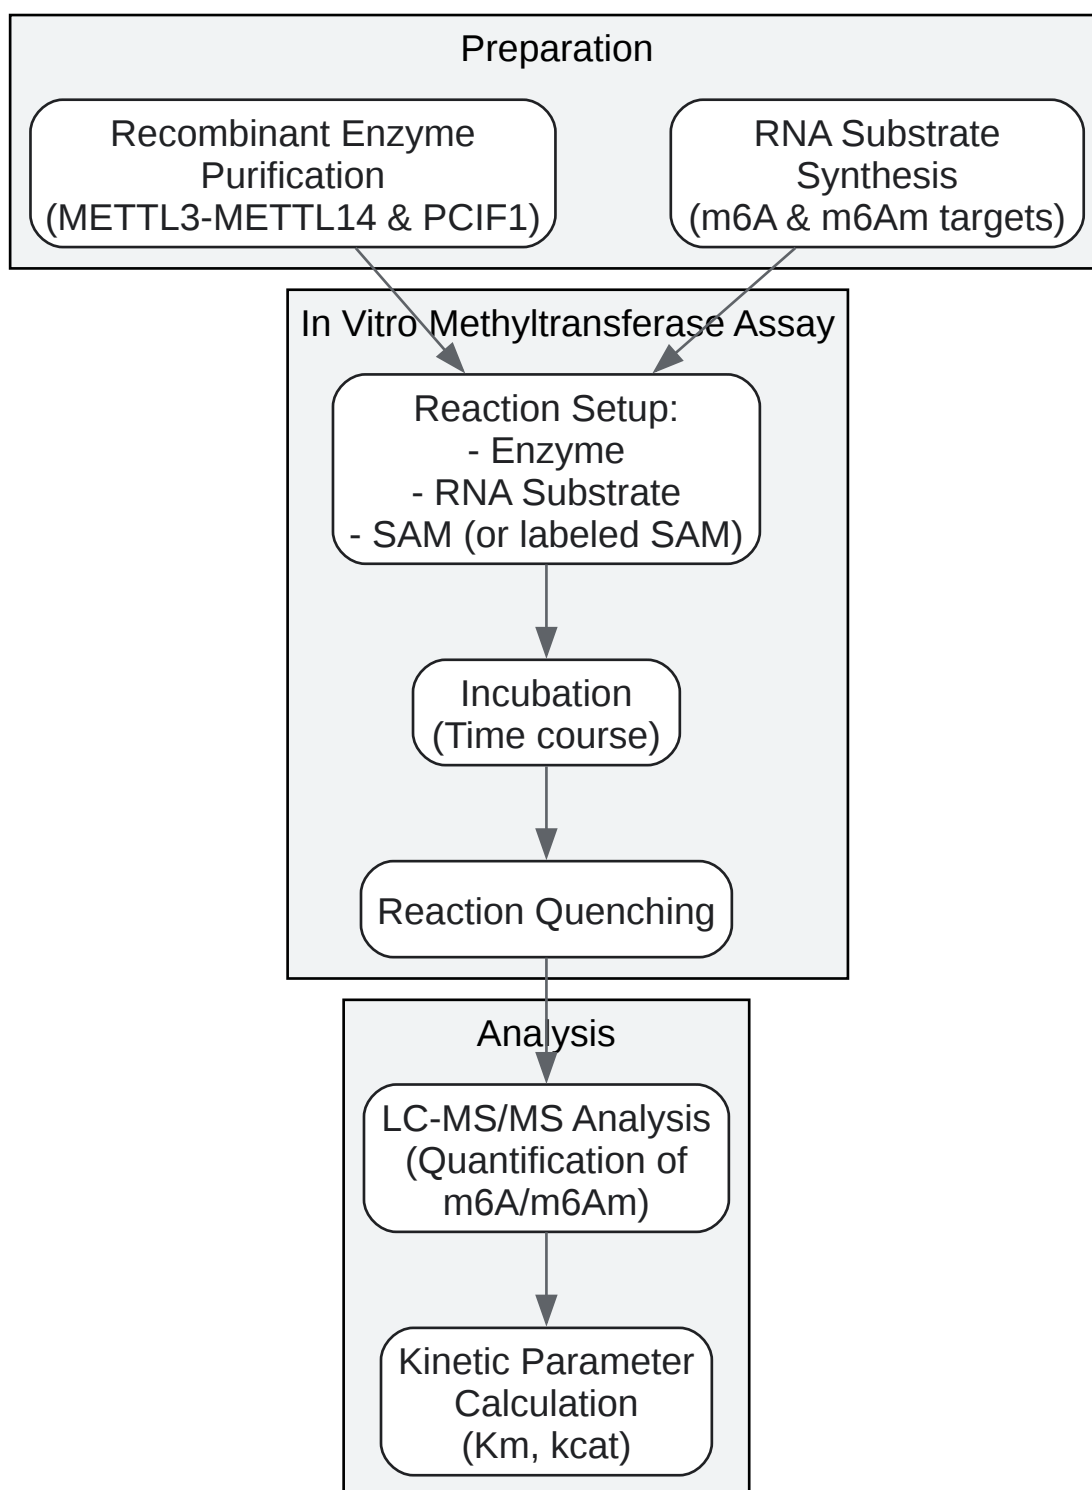 Preparation
Recombinant Enzyme
Purification
(METTL3-METTL14 & PCIF1)
RNA Substrate
Synthesis
(m6A & m6Am targets)
In Vitro Methyltransferase Assay
Reaction Setup:
- Enzyme
- RNA Substrate
- SAM (or labeled SAM)
Incubation
(Time course)
Reaction Quenching
Analysis
LC-MS/MS Analysis
(Quantification of
m6A/m6Am)
Kinetic Parameter
Calculation
(Km, kcat)